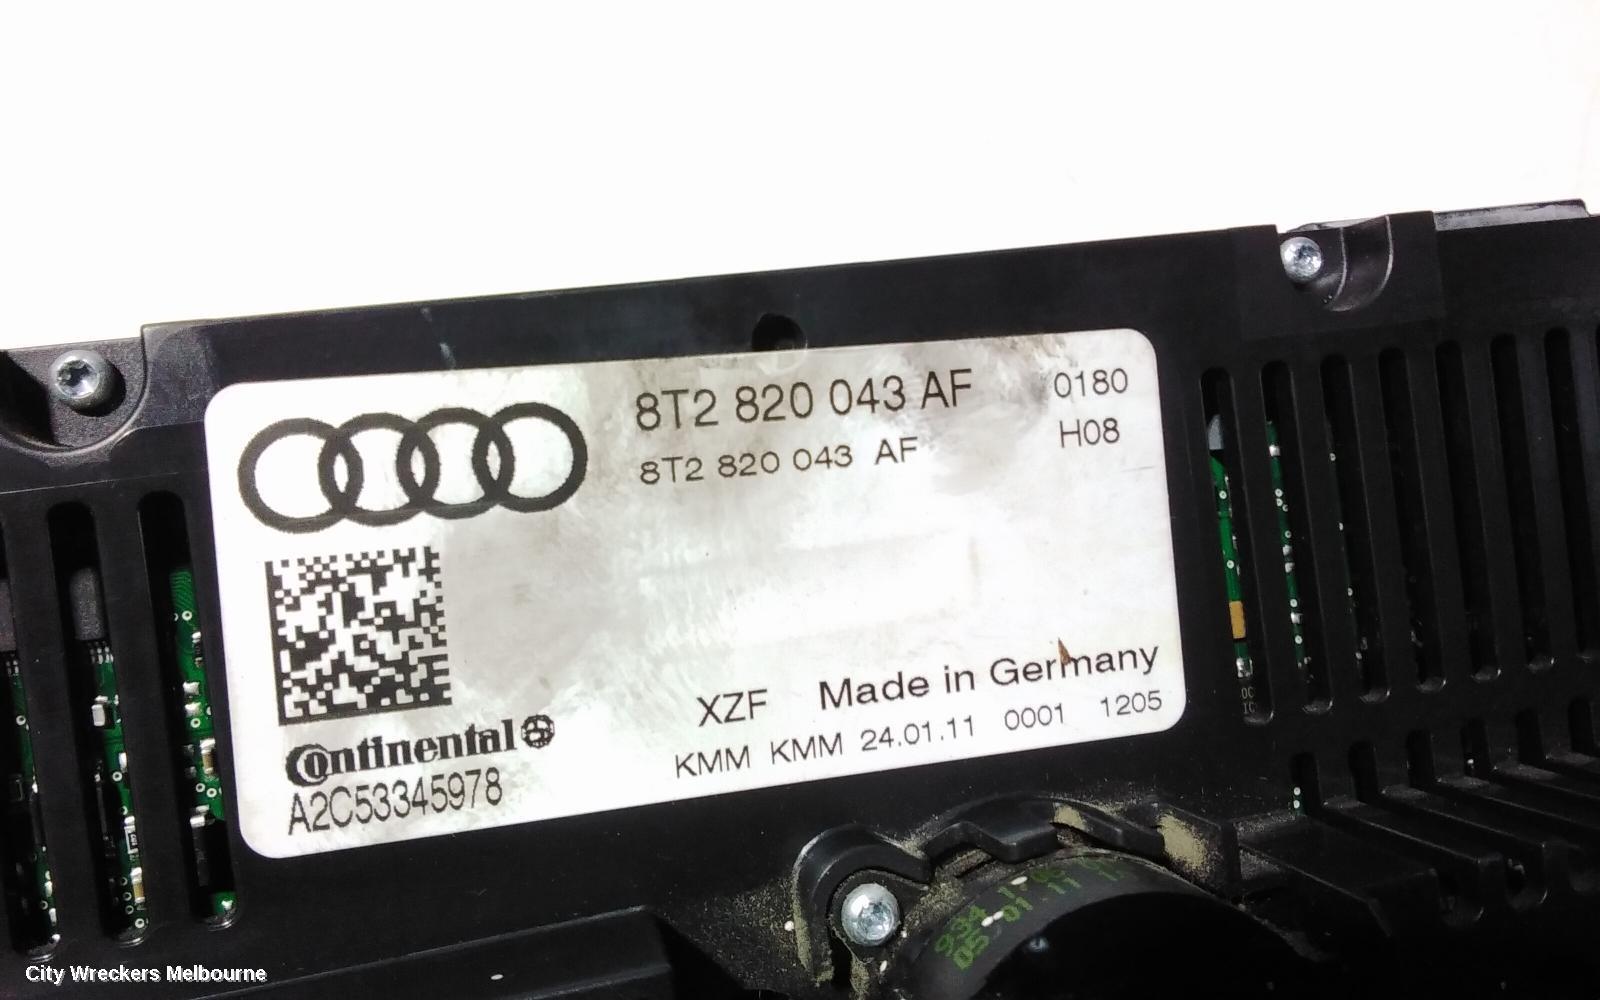 8T2 820 043 AF 0180
8T2 820 043 AF H08
XZF Made in Germany
Continental
KMM KMM 24.01.11 0001 1205
A2C53345978
City Wreckers Melbourne